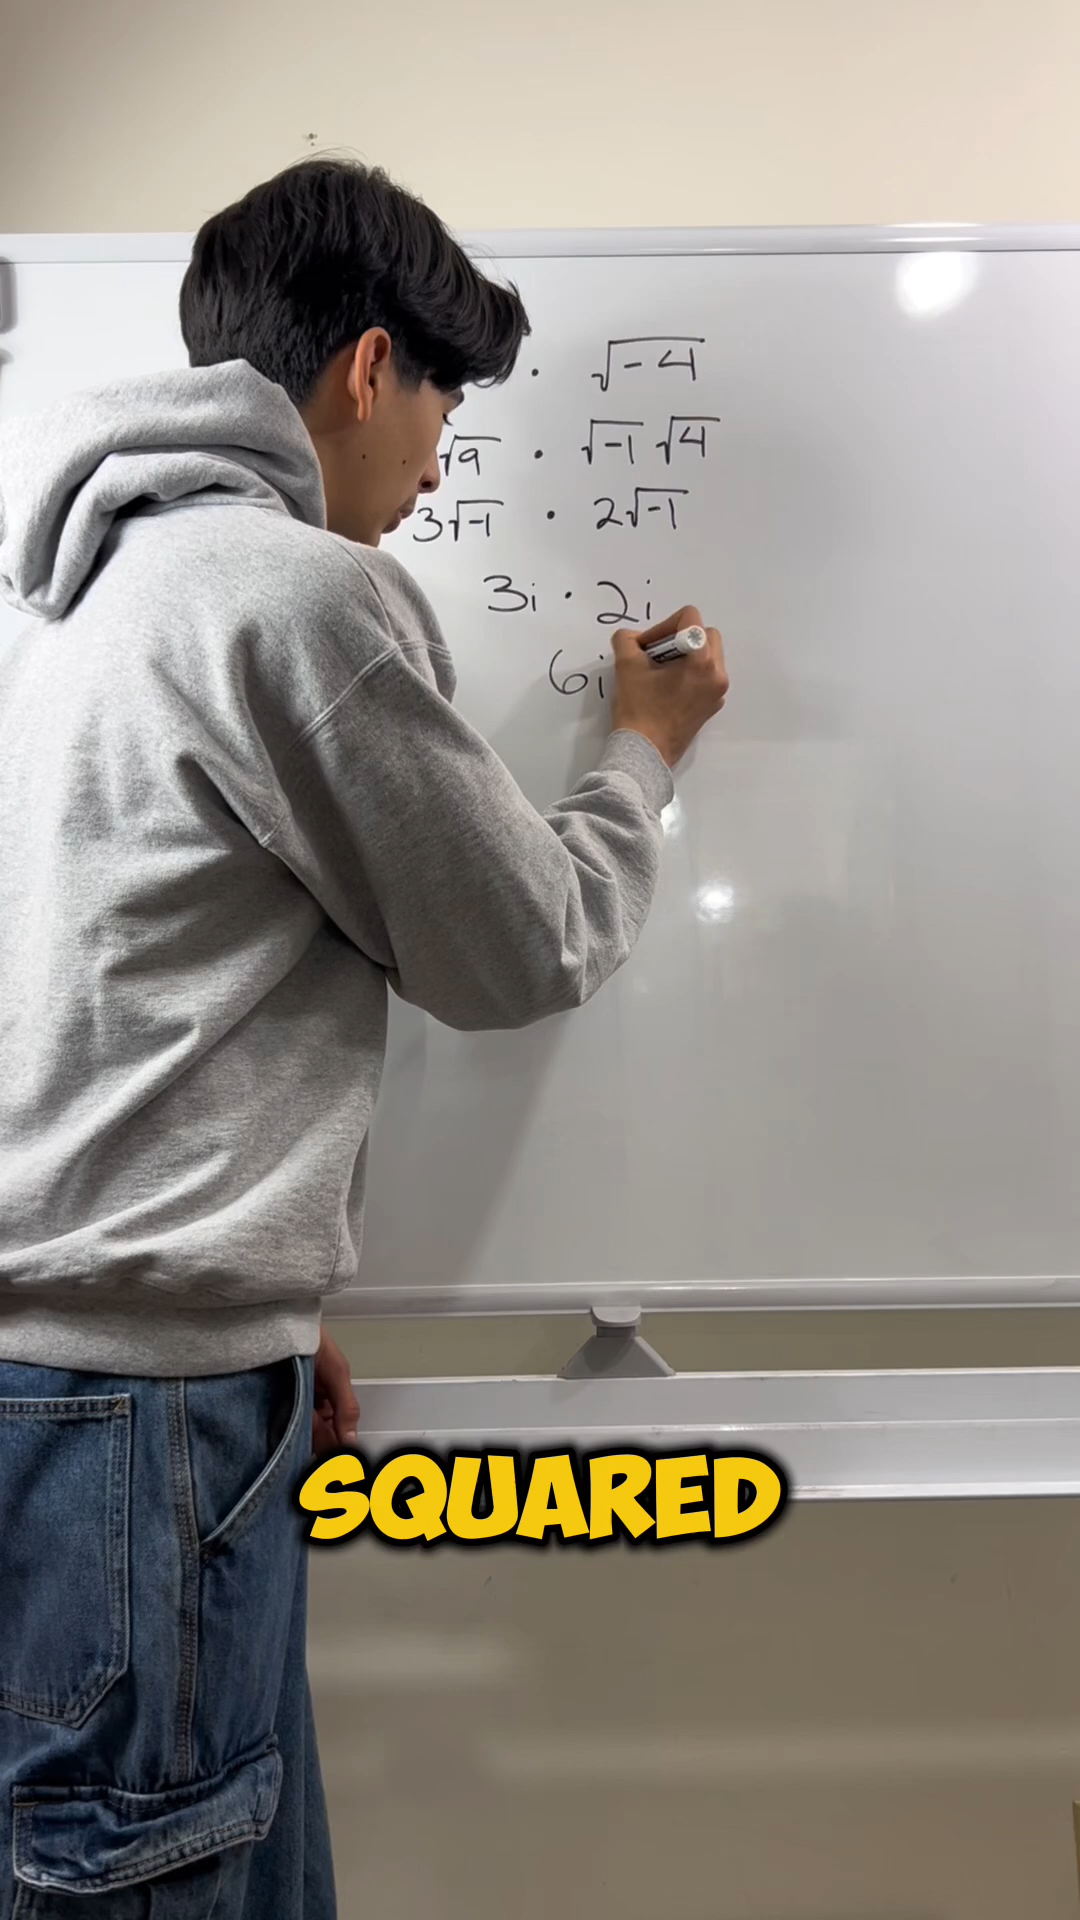 · √-4
√9 · √-1 √4
3√-1 · 2√-1
3i · 2i
6i
SQUARED